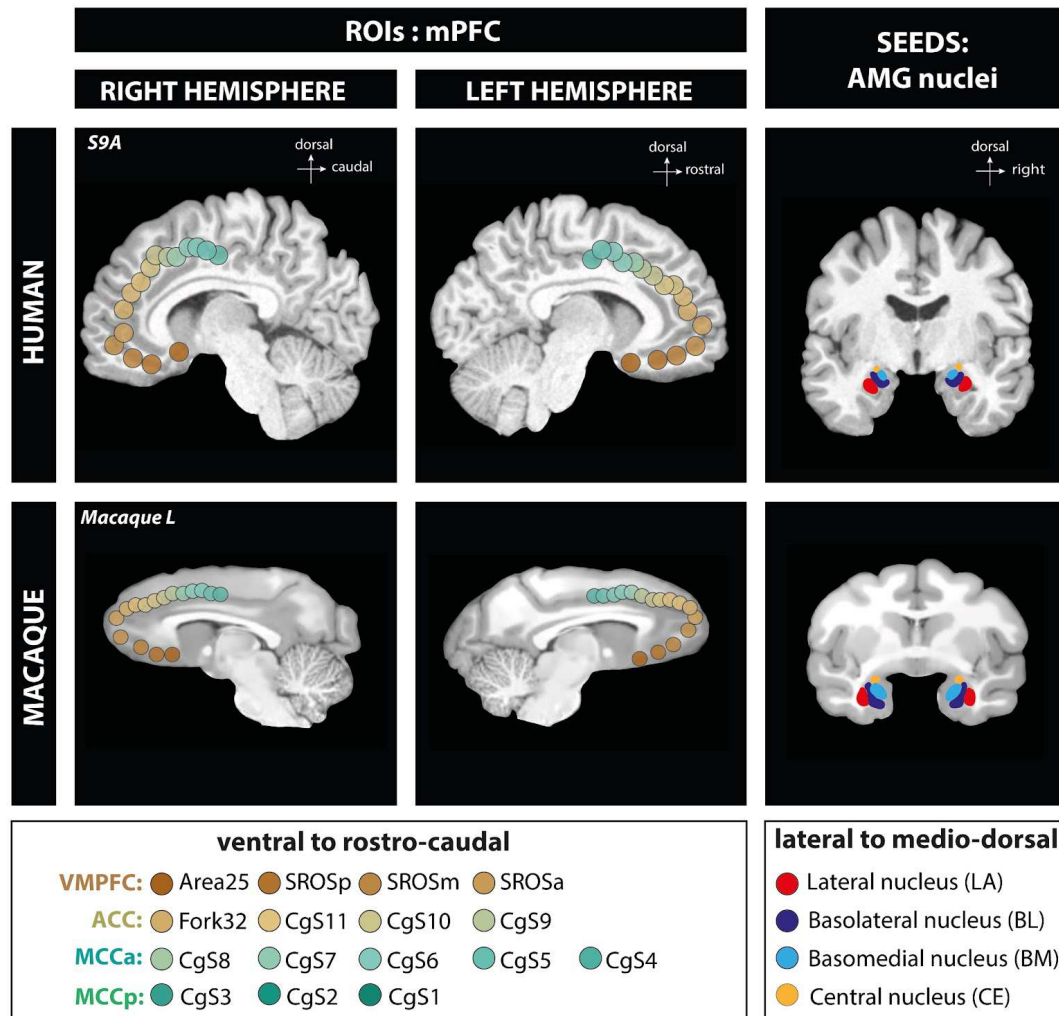 ROIs : mPFC
SEEDS:
AMG nuclei
RIGHT HEMISPHERE
LEFT HEMISPHERE
HUMAN
S9A
dorsal
caudal
dorsal
rostral
dorsal
right
MACAQUE
Macaque L
ventral to rostro-caudal
VMPFC: Area25 SROSp SROSm SROSa
ACC: Fork32 CgS11 CgS10 CgS9
MCCa: CgS8 CgS7 CgS6 CgS5 CgS4
MCCp: CgS3 CgS2 CgS1
lateral to medio-dorsal
Lateral nucleus (LA)
Basolateral nucleus (BL)
Basomedial nucleus (BM)
Central nucleus (CE)